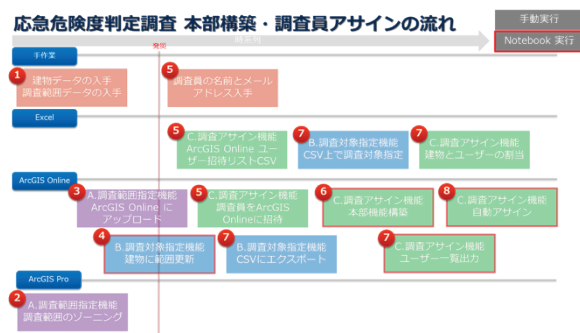 応急危険度判定調査 本部構築・調査員アサインの流れ
手動実行
Notebook 実行
発災
手作業
1
建物データの入手
調査範囲データの入手
5
調査員の名前とメール
アドレス入手
Excel
5
C.調査アサイン機能
ArcGIS Online ユー
ザー招待リストCSV
7
B.調査対象指定機能
CSV上で調査対象指定
7
C.調査アサイン機能
建物とユーザーの割当
ArcGIS Online
3
A.調査範囲指定機能
ArcGIS Online に
アップロード
5
C.調査アサイン機能
調査員をArcGIS
Onlineに招待
6
C.調査アサイン機能
本部機能構築
8
C.調査アサイン機能
自動アサイン
4
B.調査対象指定機能
建物に範囲更新
7
B.調査対象指定機能
CSVにエクスポート
7
C.調査アサイン機能
ユーザー一覧出力
ArcGIS Pro
2
A.調査範囲指定機能
調査範囲のゾーニング